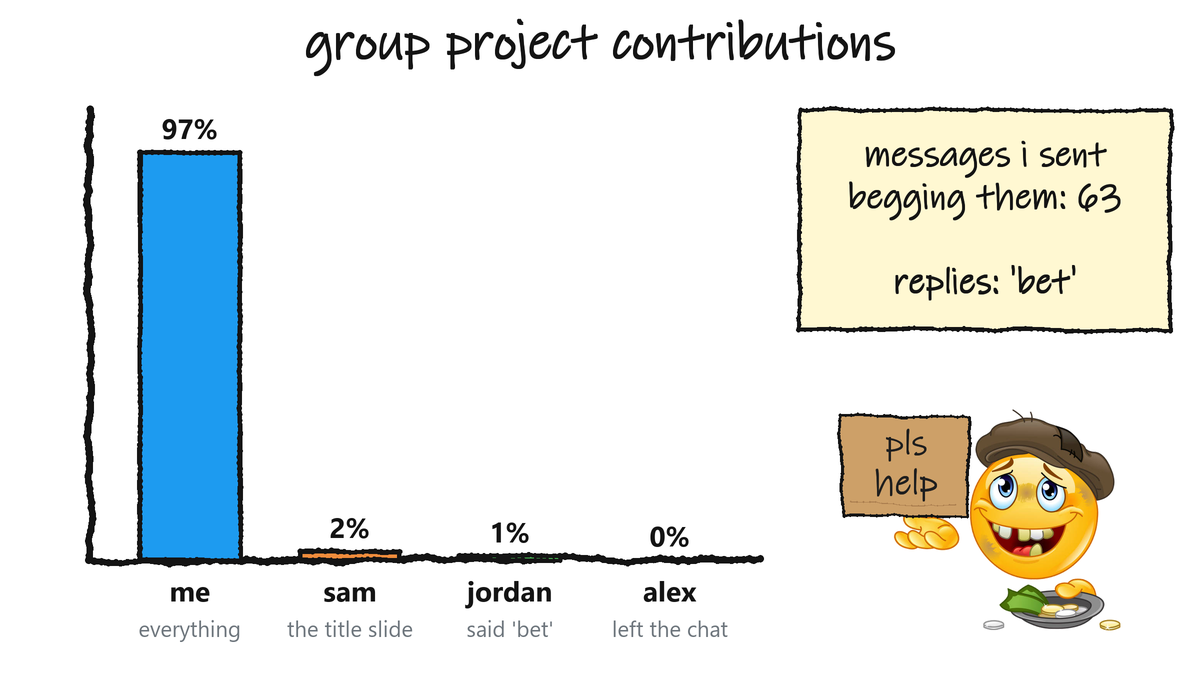 group project contributions
97%
2%
1%
0%
me
sam
jordan
alex
everything
the title slide
said 'bet'
left the chat
messages i sent
begging them: 63
replies: 'bet'
pls
help